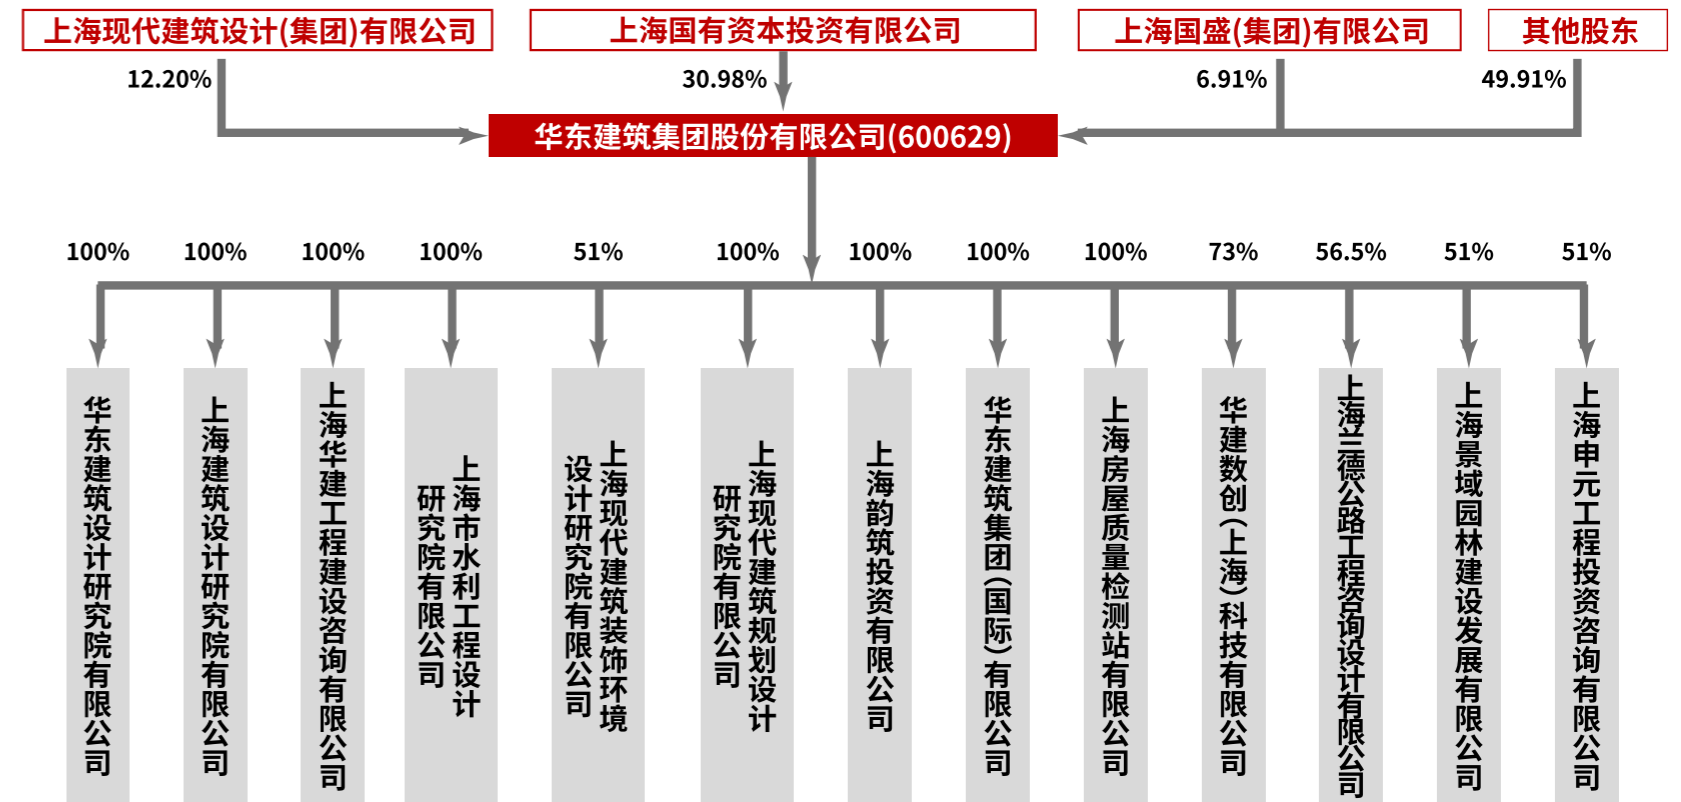 上海现代建筑设计(集团)有限公司
上海国有资本投资有限公司
上海国盛(集团)有限公司
其他股东
12.20%
30.98%
6.91%
49.91%
华东建筑集团股份有限公司(600629)
100%
100%
100%
100%
51%
100%
100%
100%
100%
73%
56.5%
51%
51%
华东建筑设计研究院有限公司
上海建筑设计研究院有限公司
上海华建工程建设咨询有限公司
上海市水利工程设计
研究院有限公司
上海现代建筑装饰环境
设计研究院有限公司
上海现代建筑规划设计
研究院有限公司
上海韵筑投资有限公司
华东建筑集团(国际)有限公司
上海房屋质量检测站有限公司
华建数创(上海)科技有限公司
上海兰德公路工程咨询设计有限公司
上海景域园林建设发展有限公司
上海申元工程投资咨询有限公司